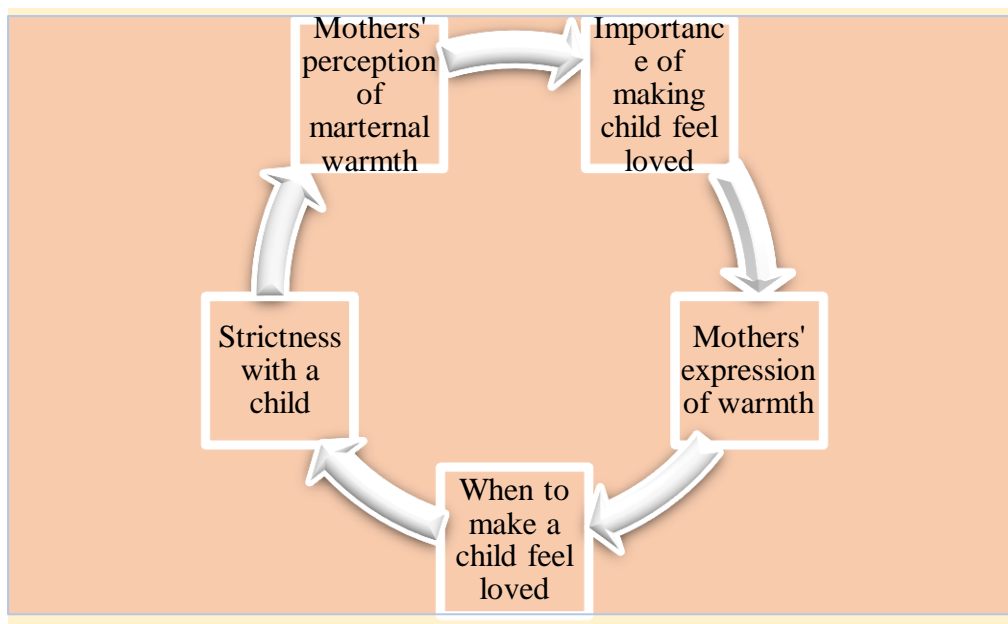 Mothers'
perception
of
marternal
warmth
Importanc
e of
making
child feel
loved
Mothers'
expression
of warmth
When to
make a
child feel
loved
Strictness
with a
child